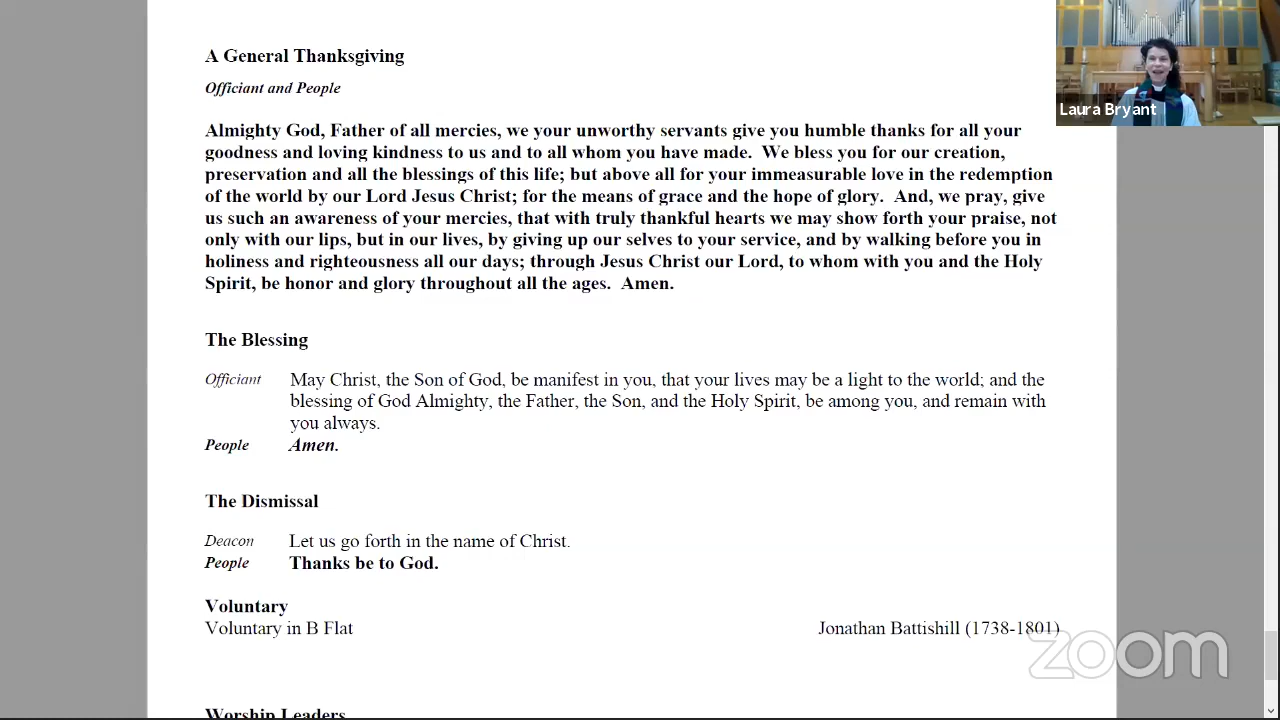 A General Thanksgiving
Laura Bryant
Officiant and People
Almighty God, Father of all mercies, we your unworthy servants give you humble thanks for all your
goodness and loving kindness to us and to all whom you have made.  We bless you for our creation,
preservation and all the blessings of this life; but above all for your immeasurable love in the redemption
of the world by our Lord Jesus Christ; for the means of grace and the hope of glory.  And, we pray, give
us such an awareness of your mercies, that with truly thankful hearts we may show forth your praise, not
only with our lips, but in our lives, by giving up our selves to your service, and by walking before you in
holiness and righteousness all our days; through Jesus Christ our Lord, to whom with you and the Holy
Spirit, be honor and glory throughout all the ages.  Amen.
The Blessing
Officiant May Christ, the Son of God, be manifest in you, that your lives may be a light to the world; and the
blessing of God Almighty, the Father, the Son, and the Holy Spirit, be among you, and remain with
you always.
People Amen.
The Dismissal
Deacon Let us go forth in the name of Christ.
People Thanks be to God.
Voluntary
Voluntary in B Flat Jonathan Battishill (1738-1801)
zoom
Worship Leaders